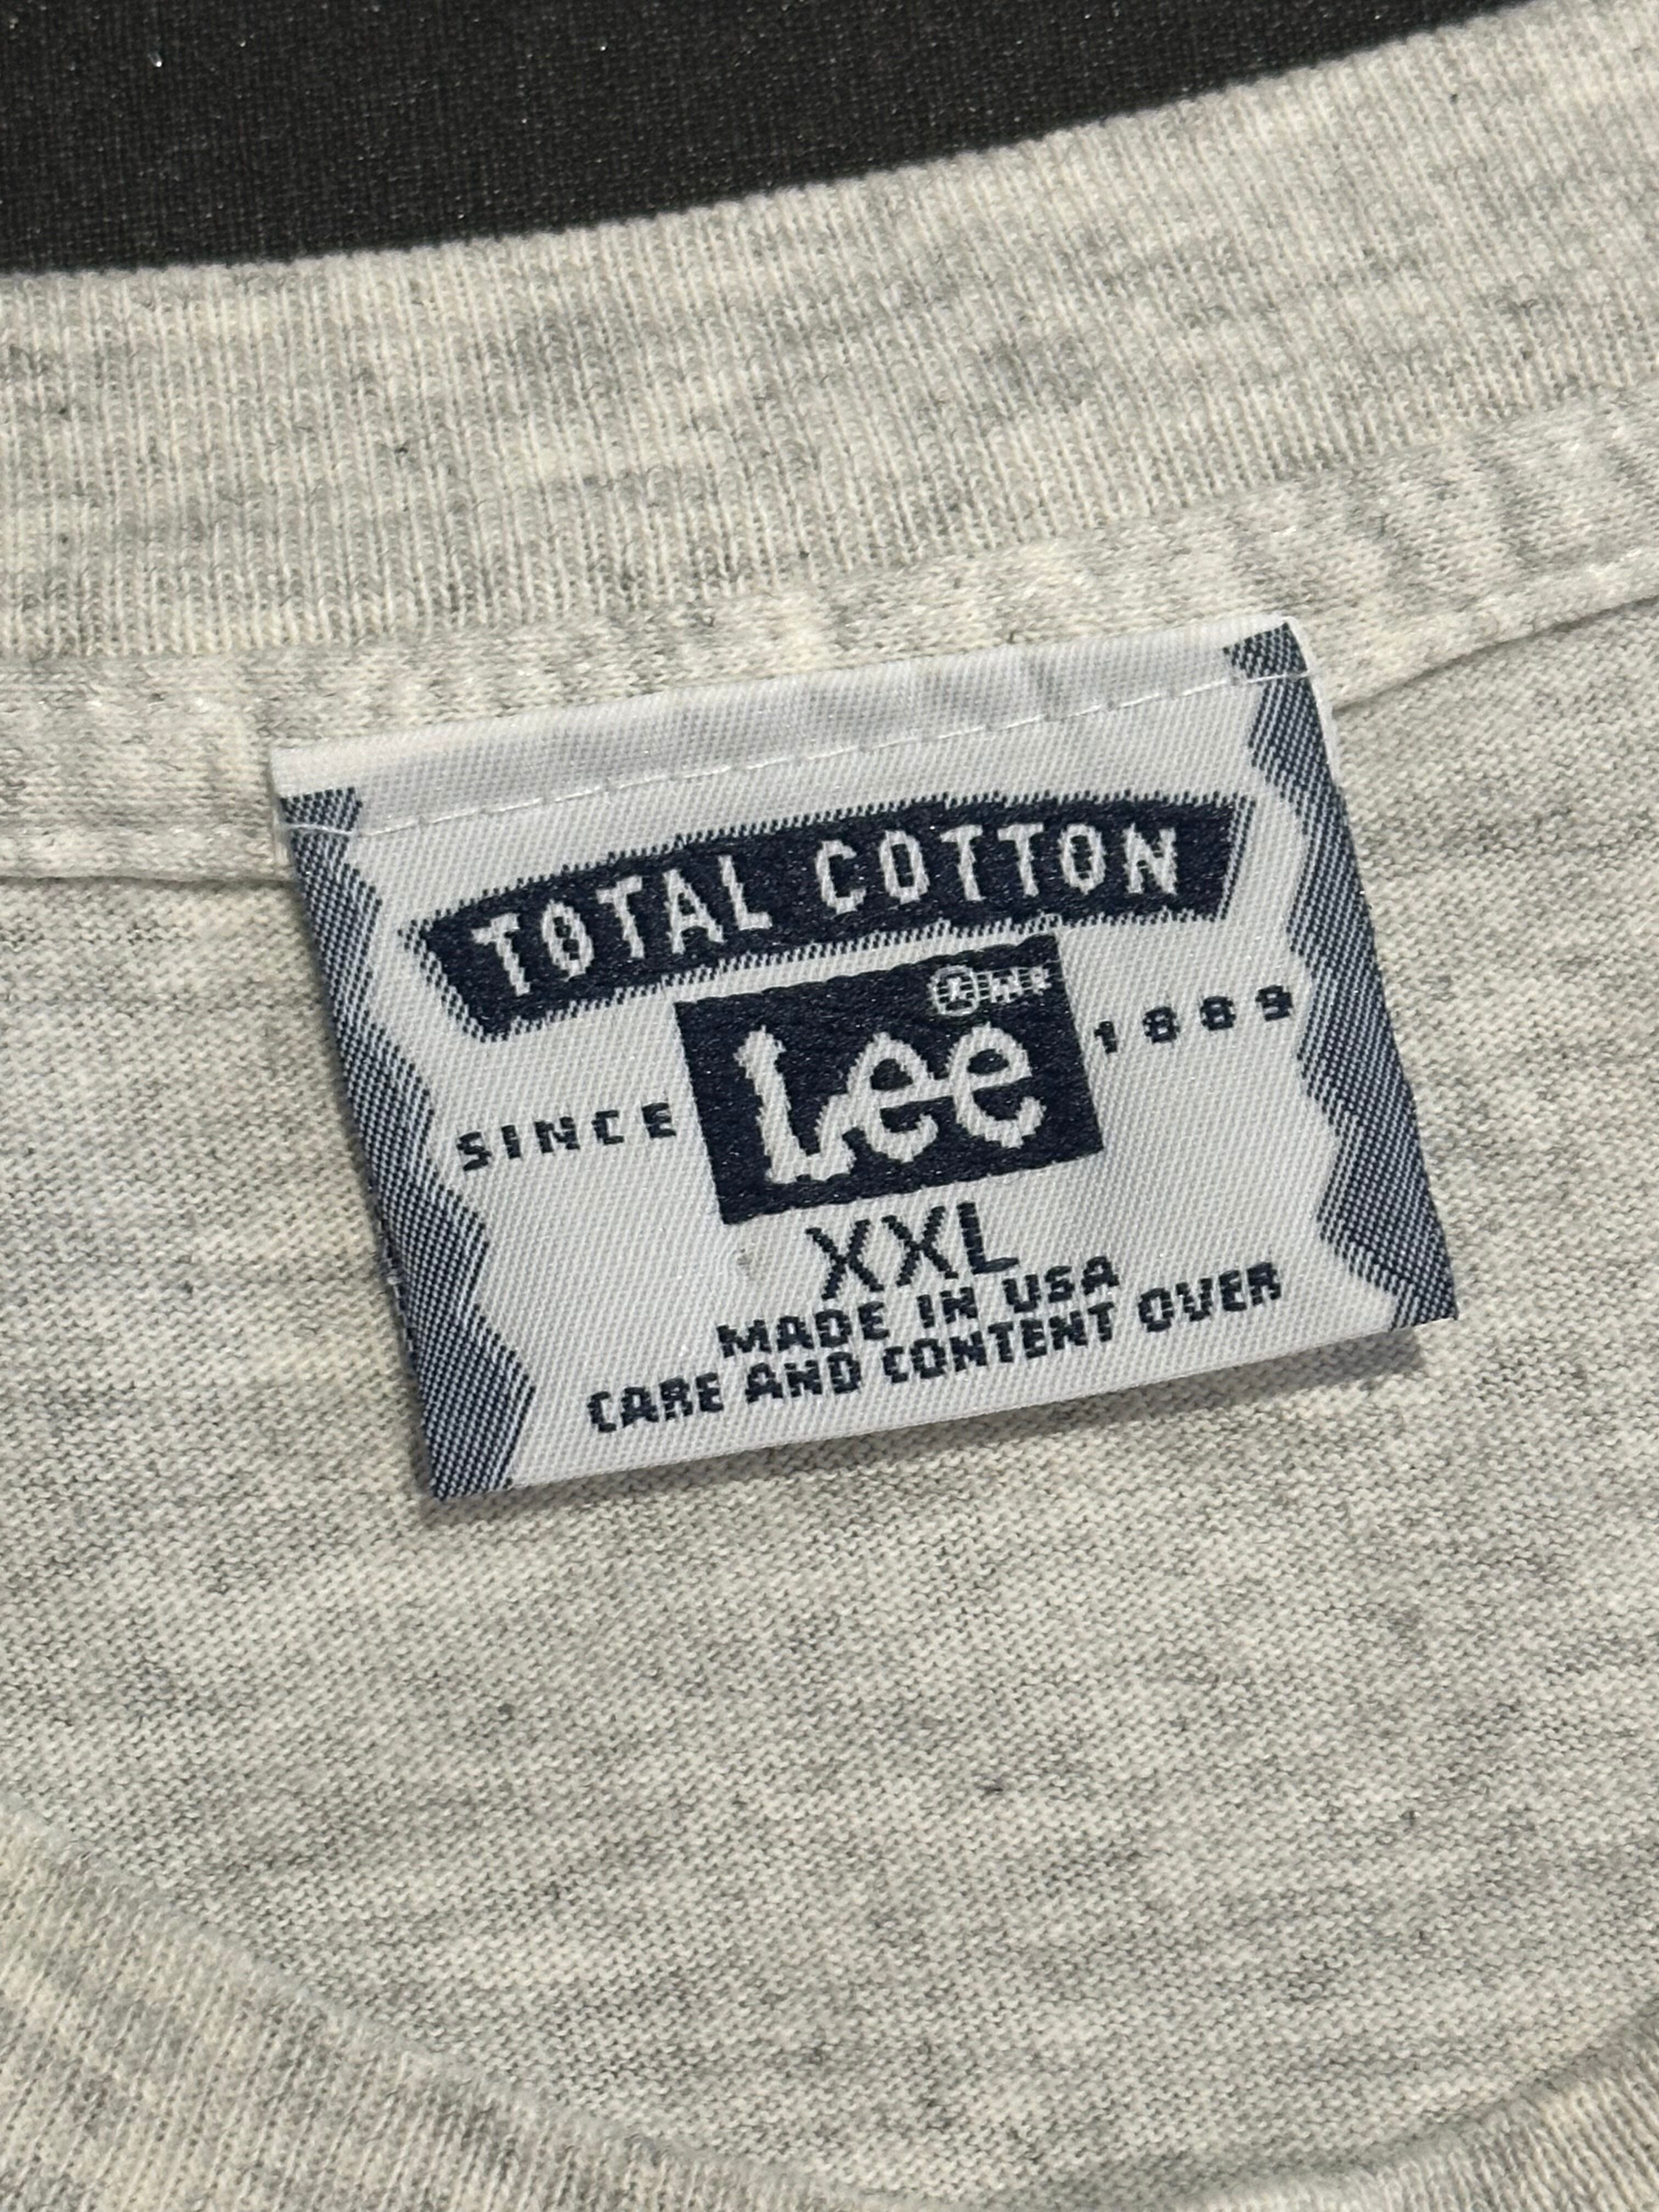 TOTAL COTTON
Lee
SINCE 1889
XXL
MADE IN USA
CARE AND CONTENT OVER